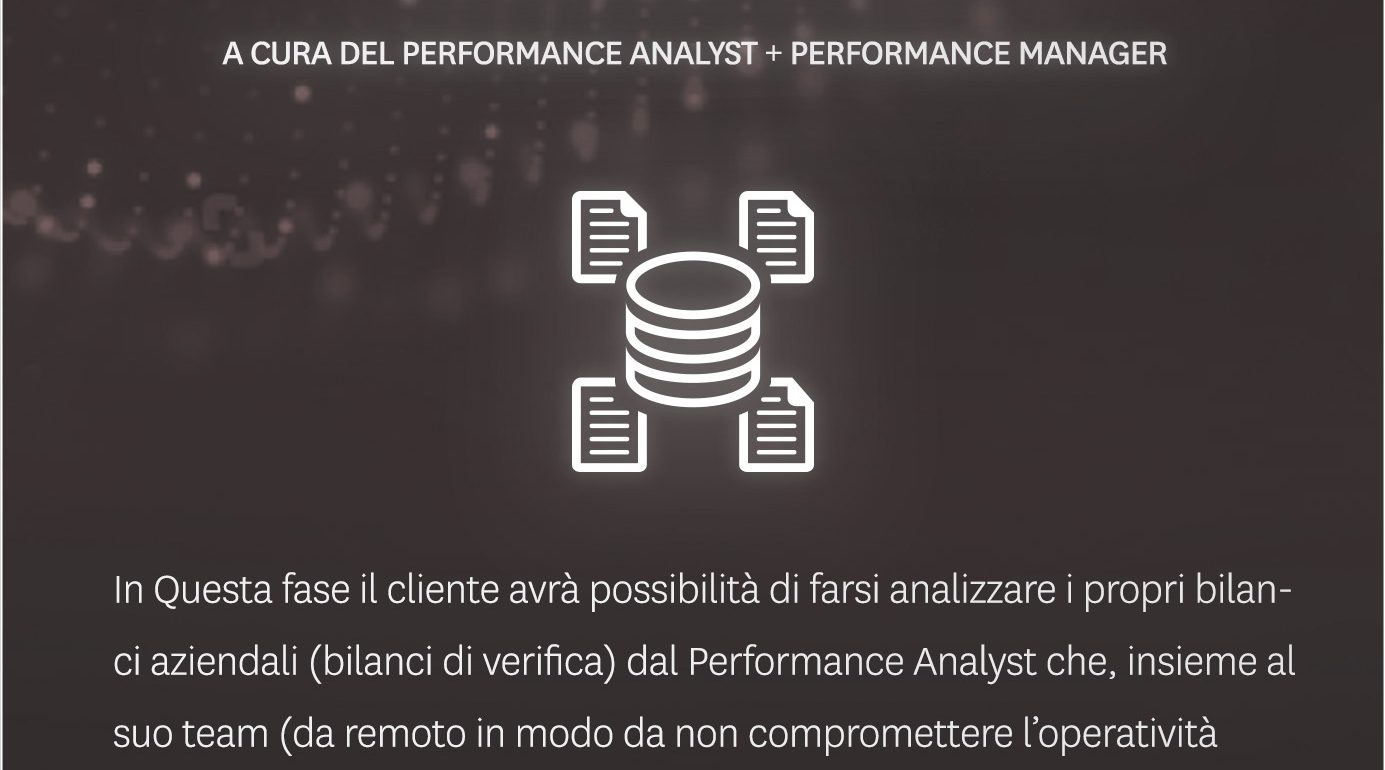 A CURA DEL PERFORMANCE ANALYST + PERFORMANCE MANAGER
In Questa fase il cliente avrà possibilità di farsi analizzare i propri bilan-
ci aziendali (bilanci di verifica) dal Performance Analyst che, insieme al
suo team (da remoto in modo da non compromettere l’operatività